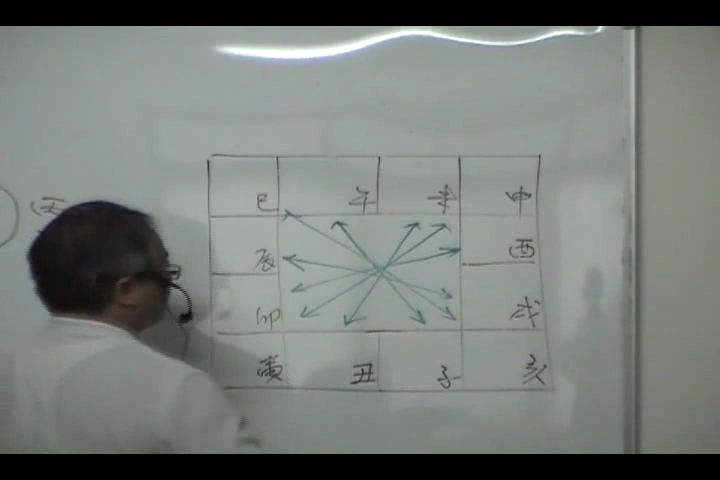 巳 午 未 申
辰 酉
卯 戌
寅 丑 子 亥